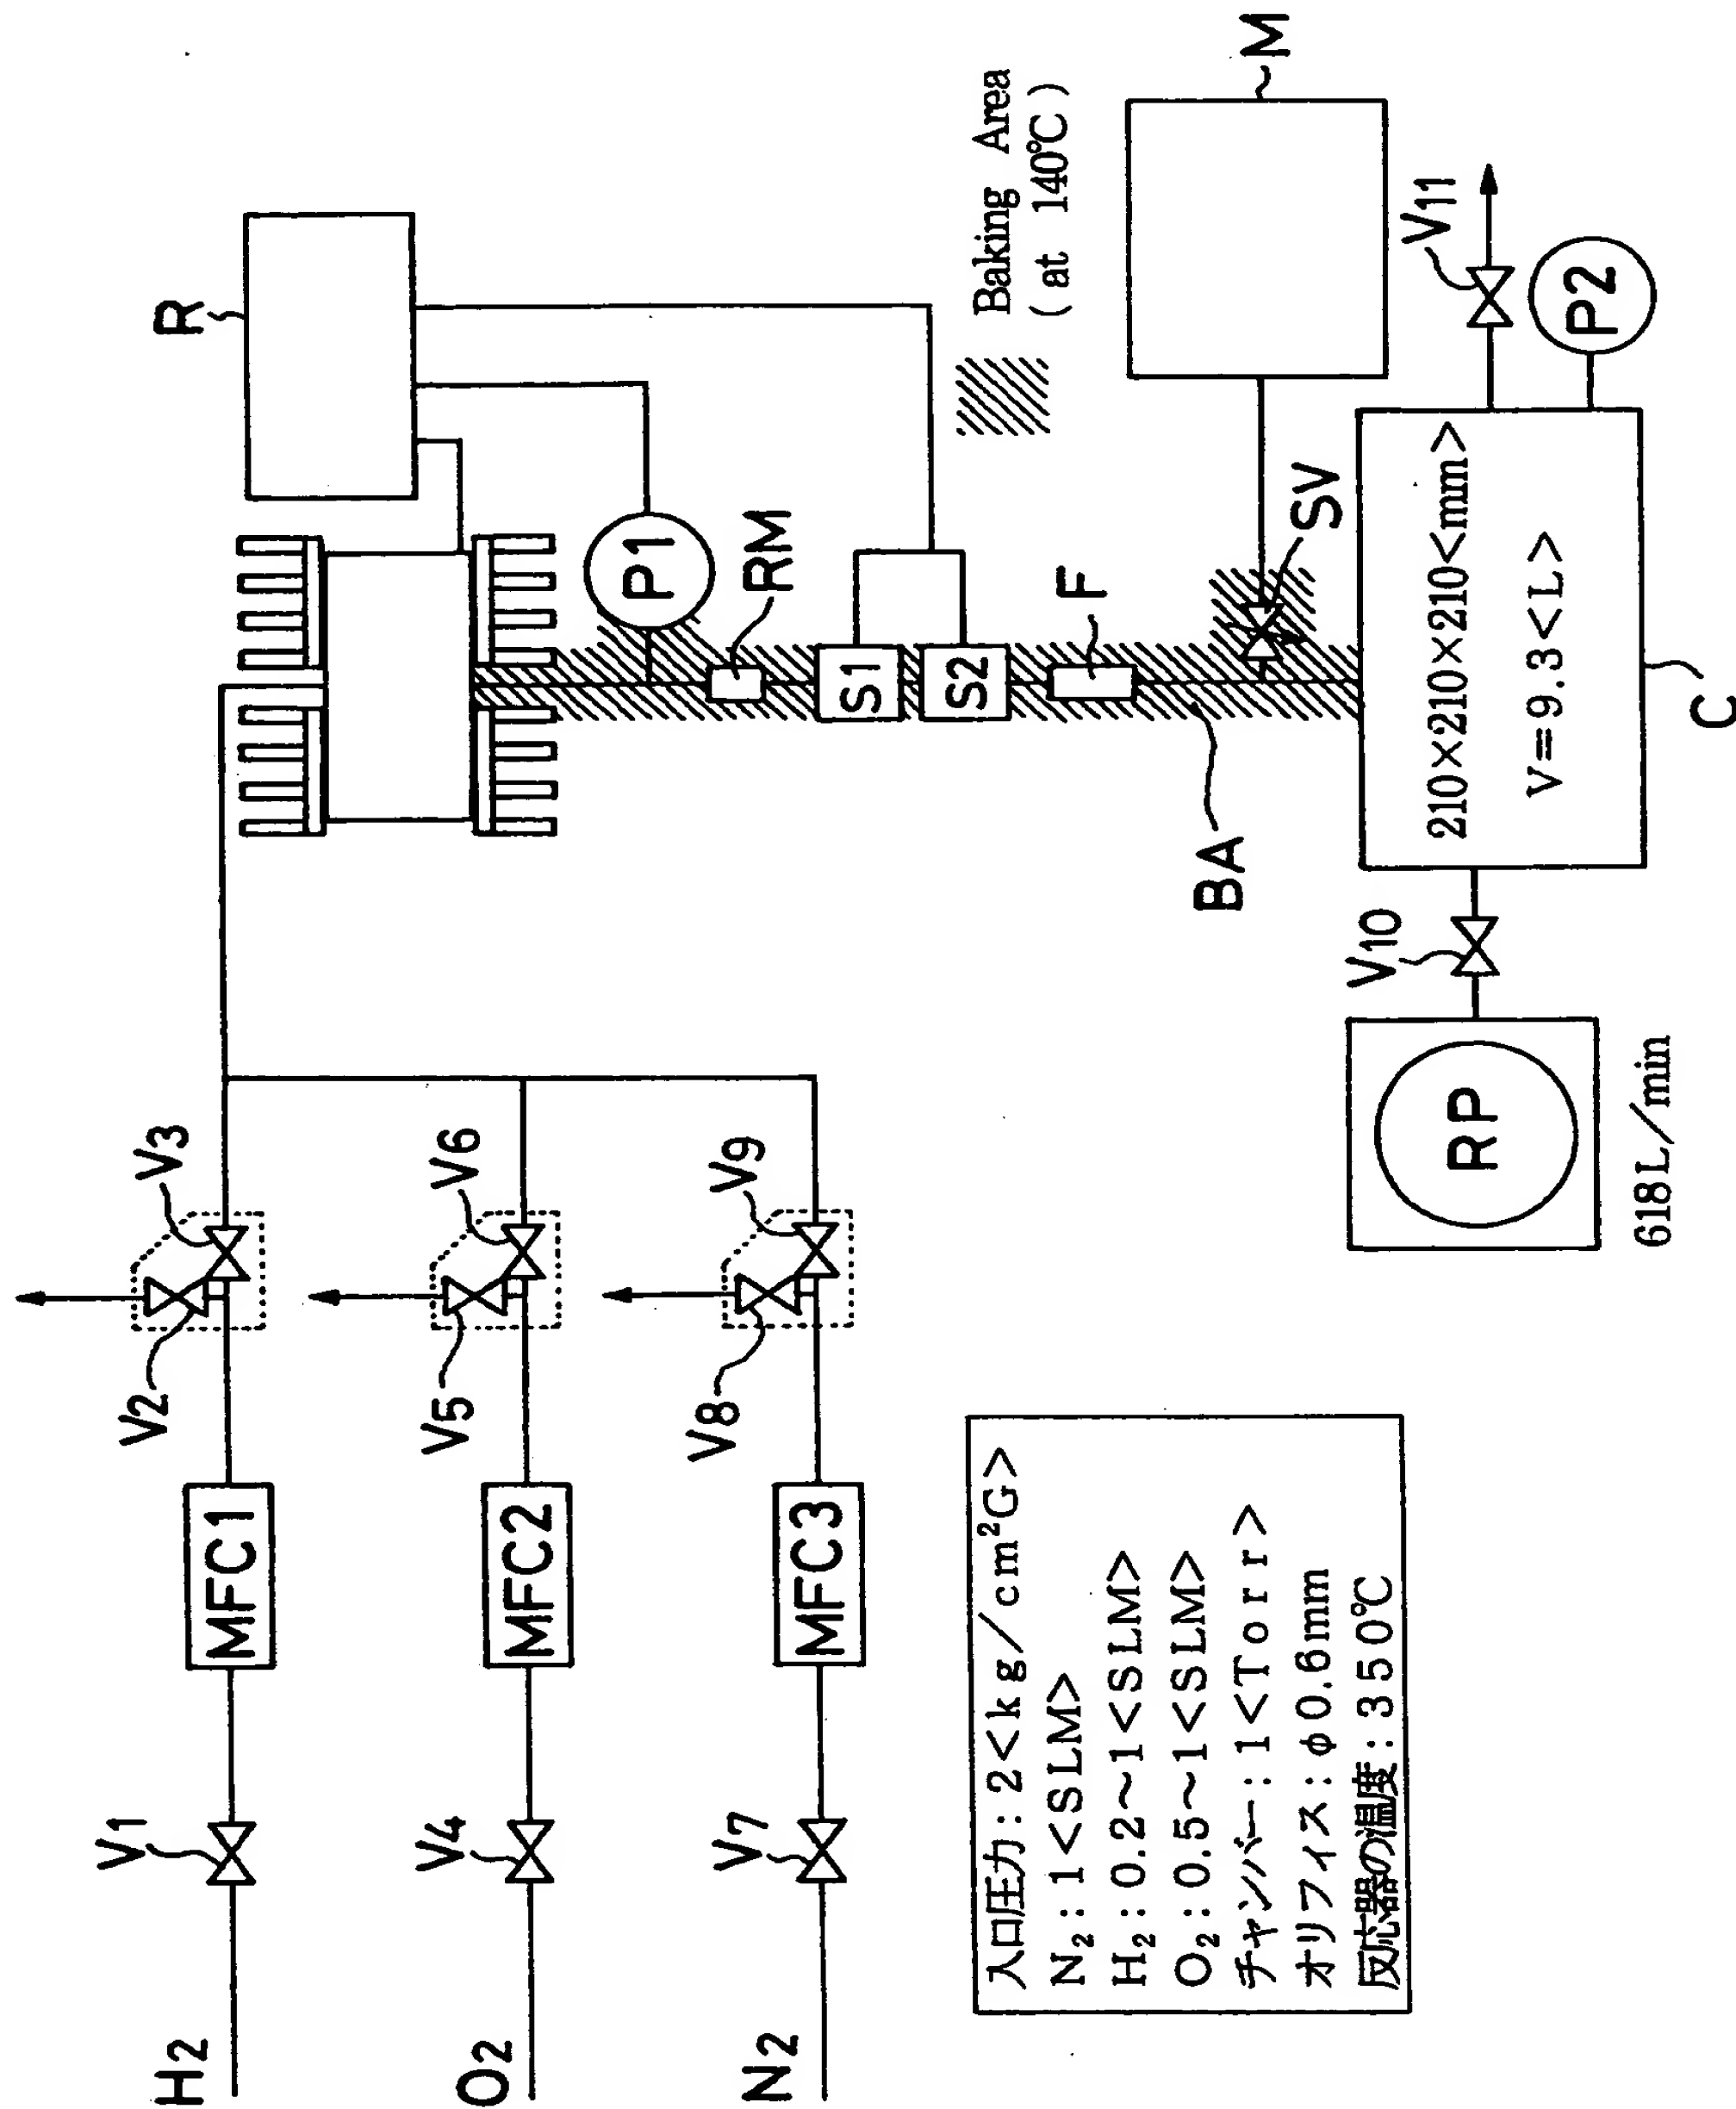 H2
V1
MFC1
V2
V3
O2
V4
MFC2
V5
V6
N2
V7
MFC3
V8
V9
R
P1
RM
S1
S2
F
BA
SV
Baking Area
(at 140℃)
M
入口圧力:2<kg/cm²G>
N₂:1<SLM>
H₂:0.2~1<SLM>
O₂:0.5~1<SLM>
チャンバー:1<Torr>
オリフィス:φ0.6mm
反応器の温度:350℃
RP
618L/min
V10
210×210×210<mm>
V=9.3<L>
C
V11
P2